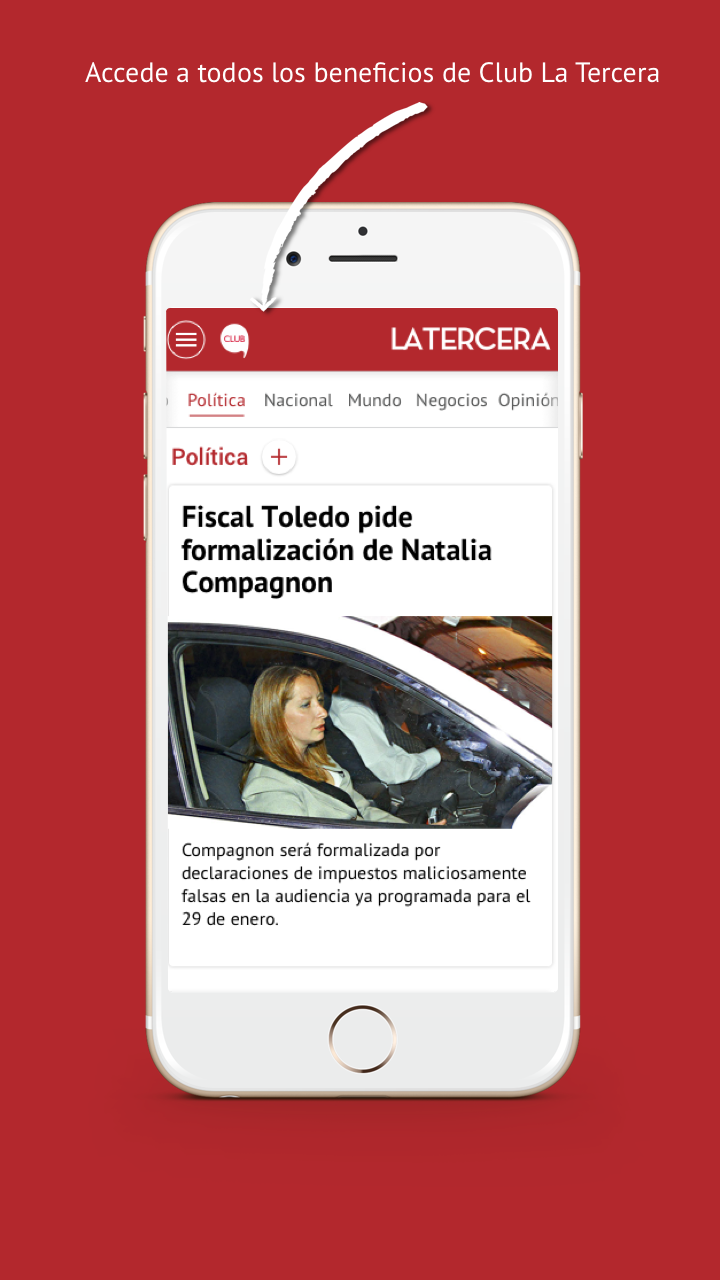 Accede a todos los beneficios de Club La Tercera
CLUB
LATERCERA
Política Nacional Mundo Negocios Opinión
Política +
Fiscal Toledo pide
formalización de Natalia
Compagnon
Compagnon será formalizada por
declaraciones de impuestos maliciosamente
falsas en la audiencia ya programada para el
29 de enero.